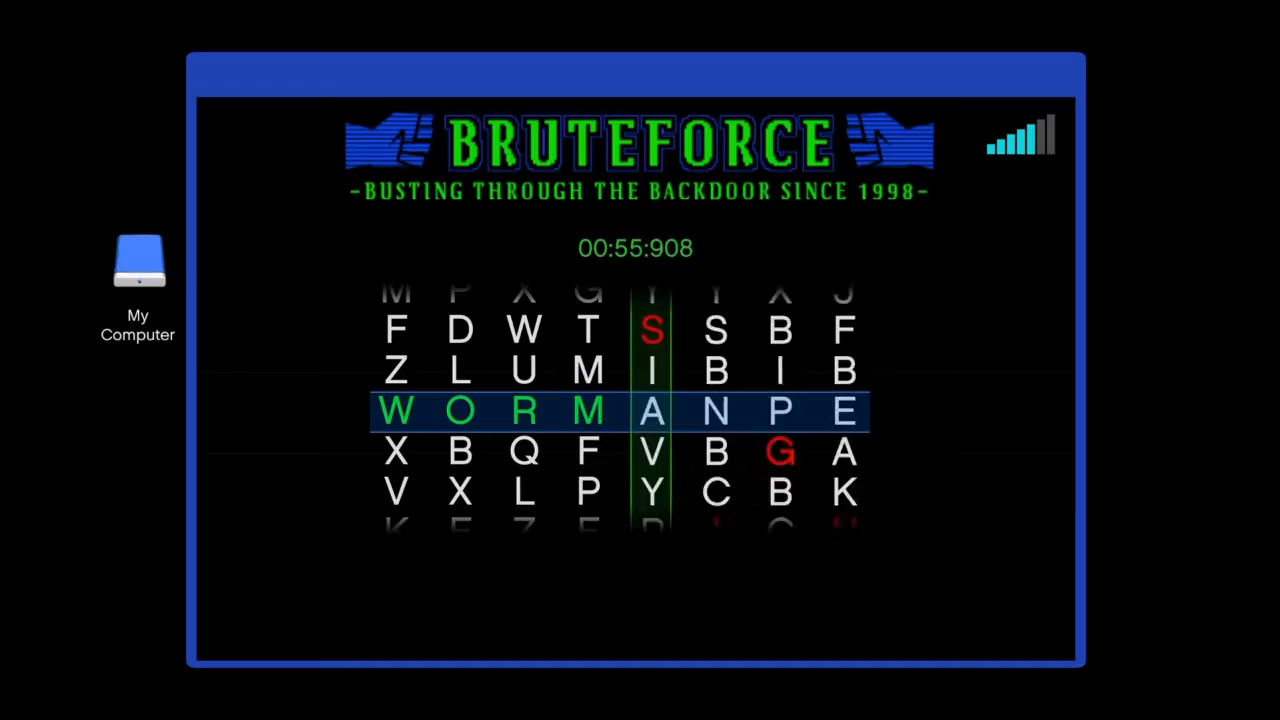 BRUTEFORCE
-BUSTING THROUGH THE BACKDOOR SINCE 1998-
00:55:908
My
Computer
M P X G Y Y X J
F D W T S S B F
Z L U M I B I B
W O R M A N P E
X B Q F V B G A
V X L P Y C B K